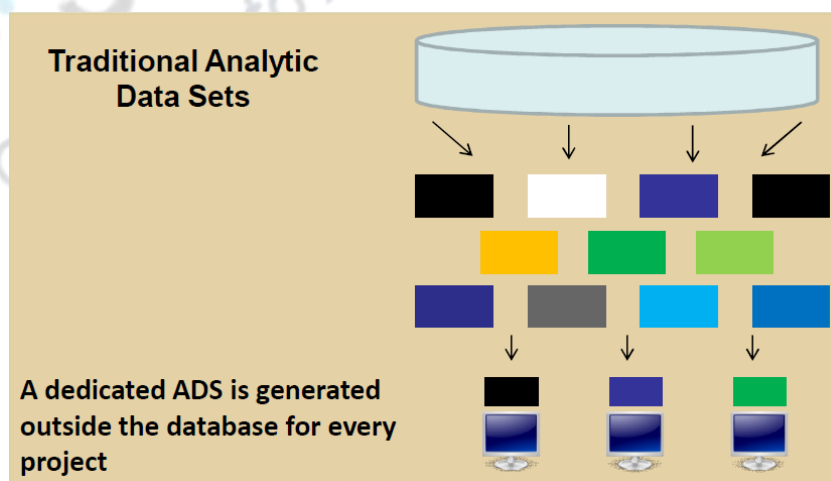 Traditional Analytic
Data Sets
A dedicated ADS is generated
outside the database for every
project